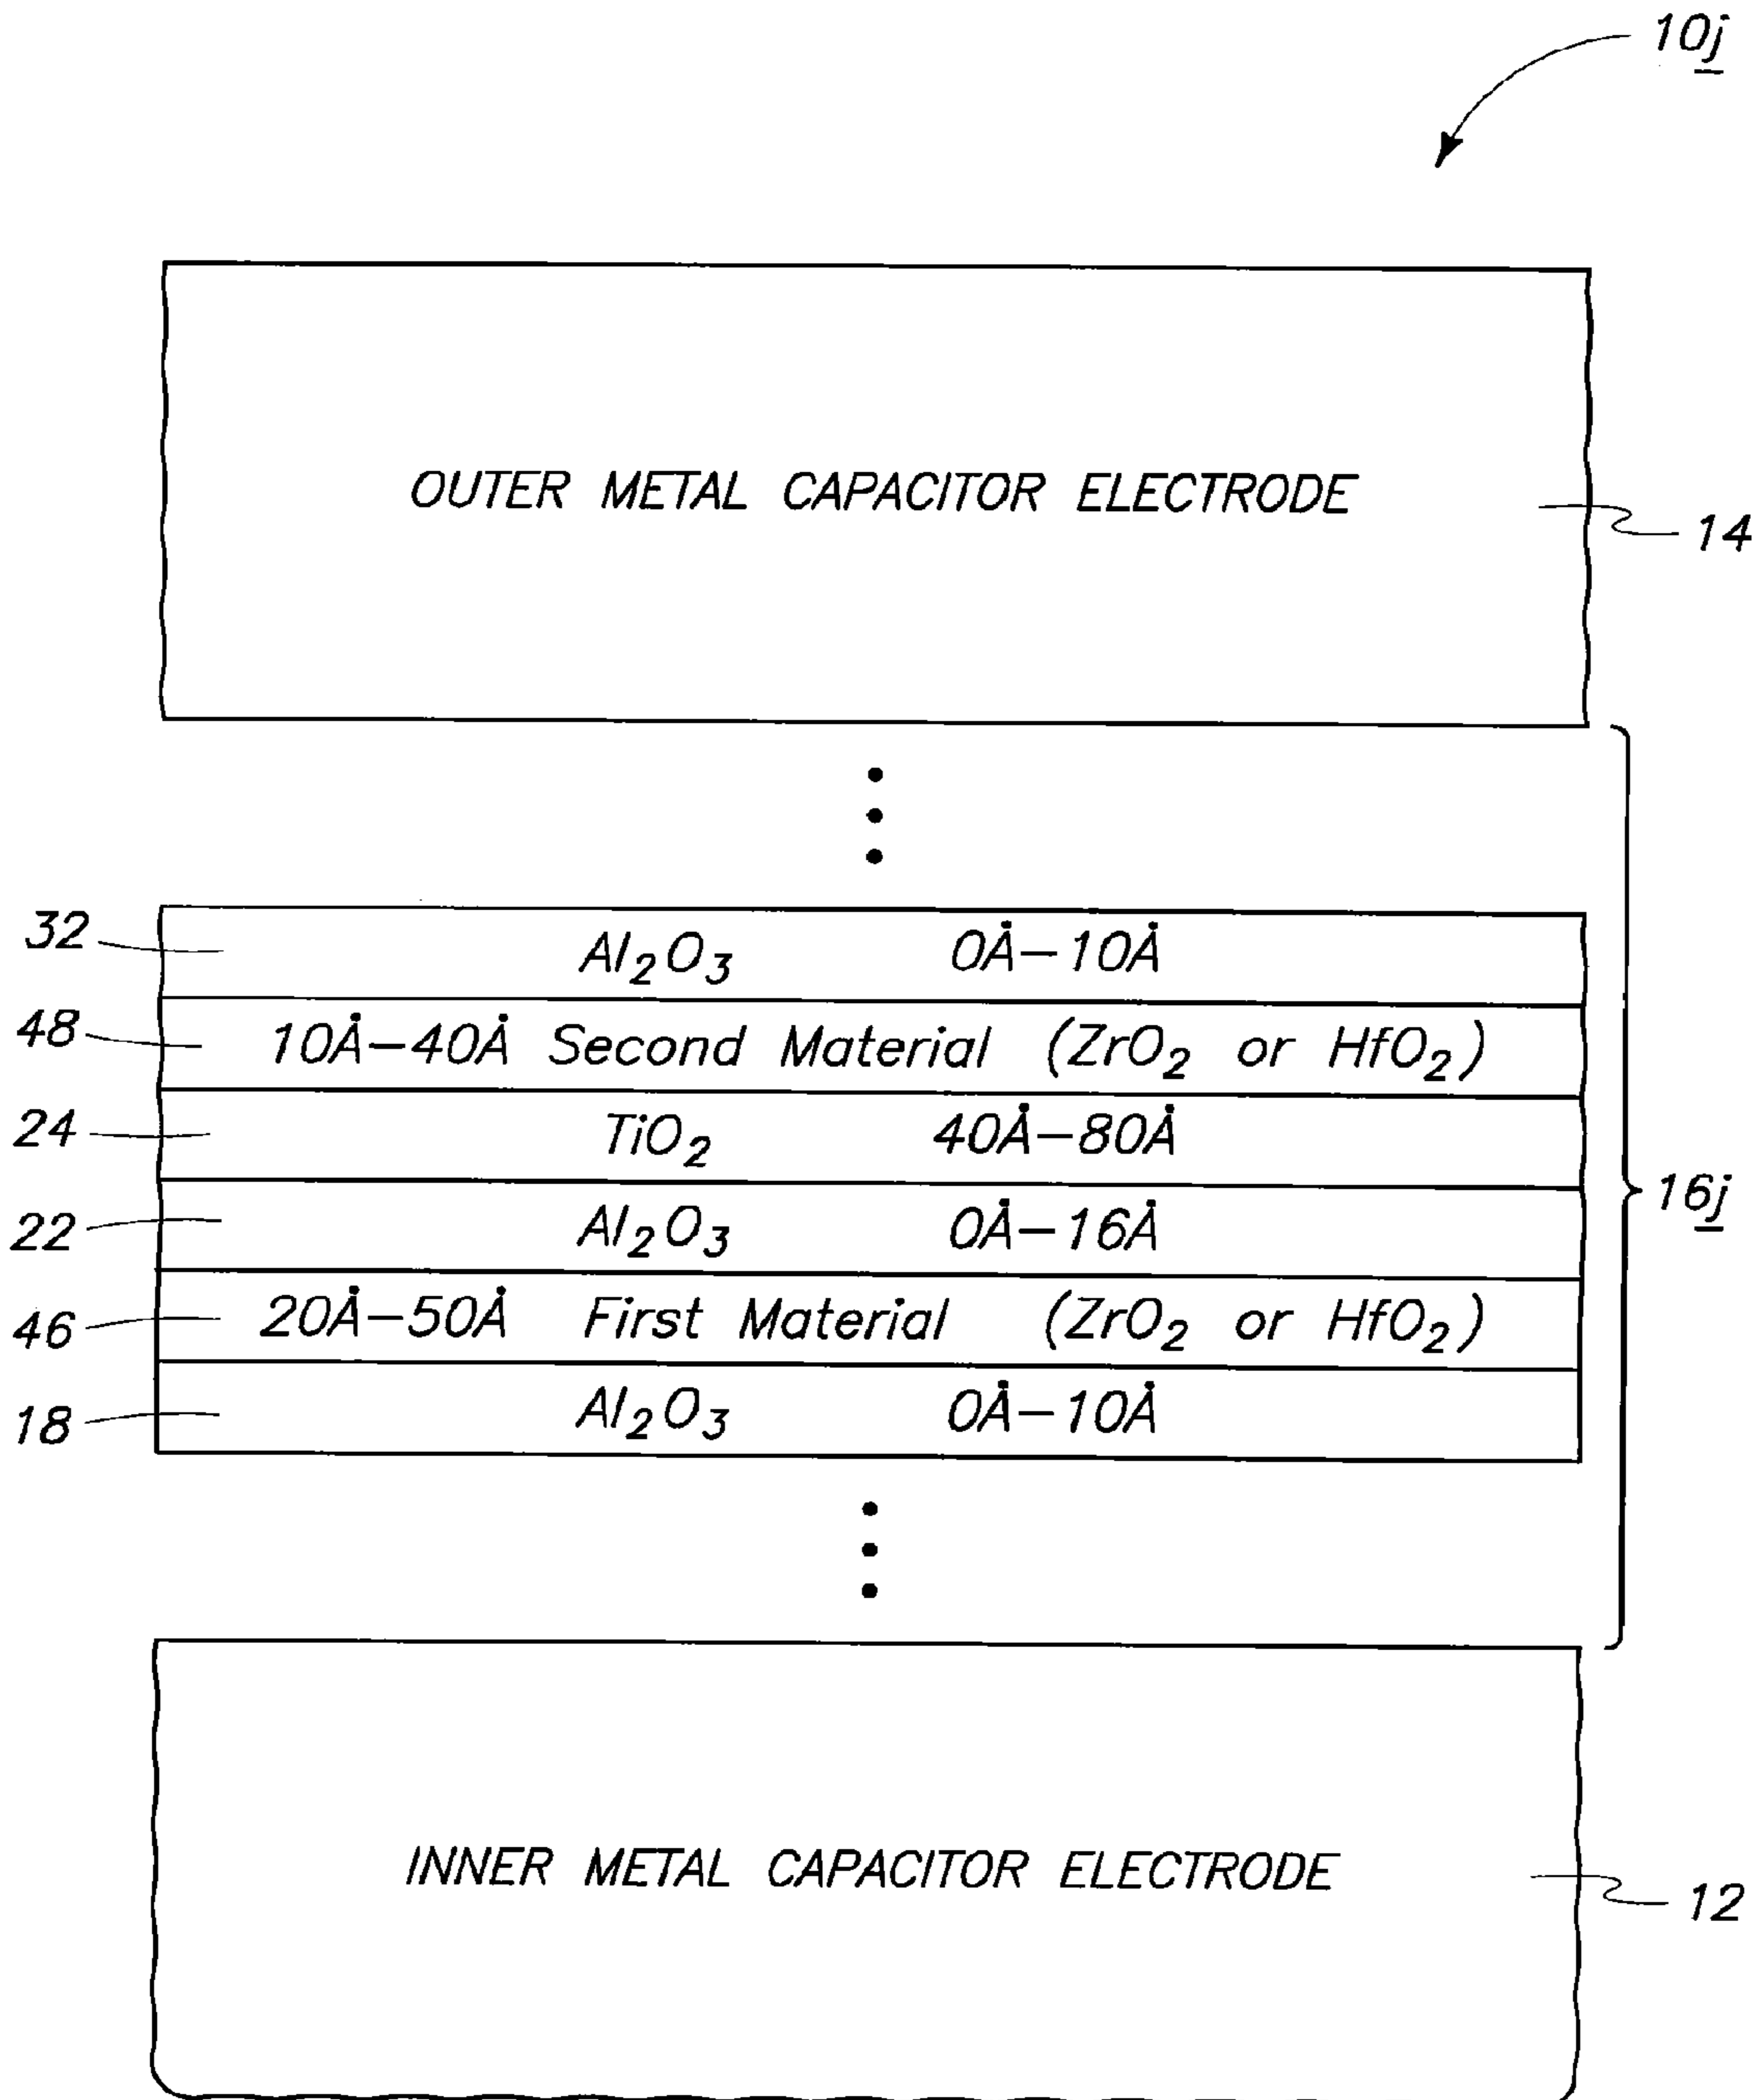 10j
OUTER METAL CAPACITOR ELECTRODE
14
32 Al₂O₃ 0Å–10Å
48 10Å–40Å Second Material (ZrO₂ or HfO₂)
24 TiO₂ 40Å–80Å
22 Al₂O₃ 0Å–16Å
16j
46 20Å–50Å First Material (ZrO₂ or HfO₂)
18 Al₂O₃ 0Å–10Å
INNER METAL CAPACITOR ELECTRODE
12